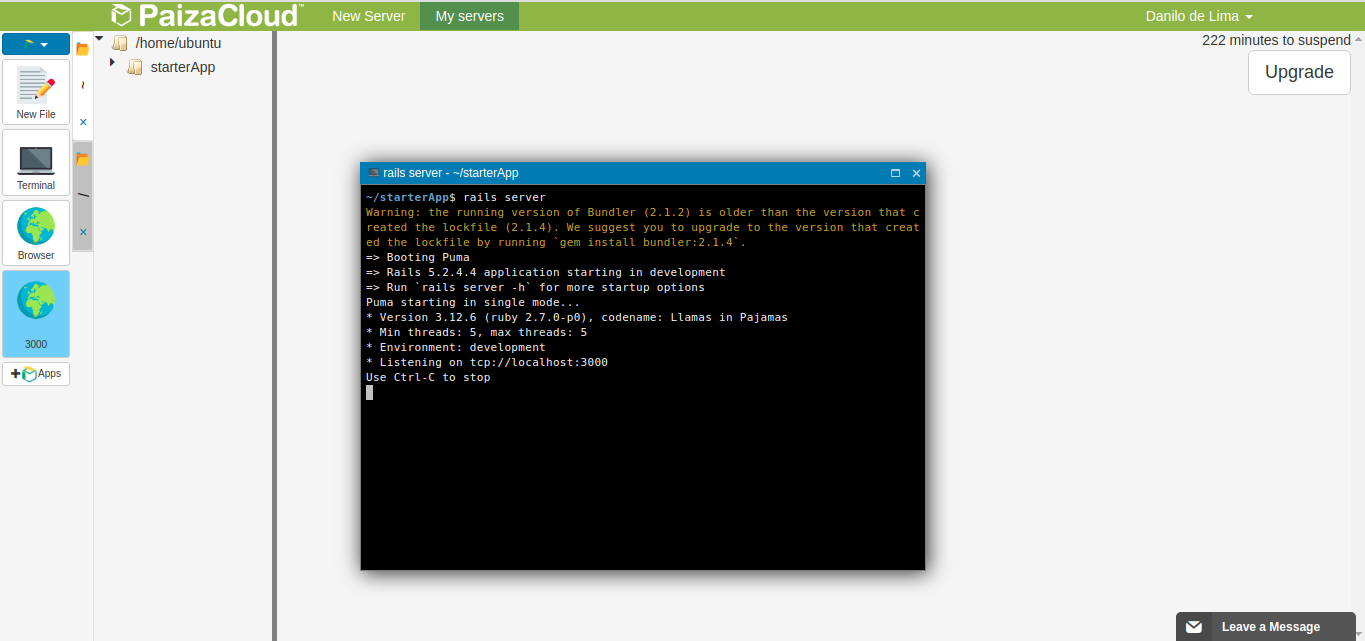 PaizaCloud™ New Server My servers Danilo de Lima
222 minutes to suspend
Upgrade
/home/ubuntu
starterApp
New File
Terminal
Browser
3000
Apps
/
rails server - ~/starterApp
~/starterApp$ rails server
Warning: the running version of Bundler (2.1.2) is older than the version that c
reated the lockfile (2.1.4). We suggest you to upgrade to the version that creat
ed the lockfile by running `gem install bundler:2.1.4`.
=> Booting Puma
=> Rails 5.2.4.4 application starting in development
=> Run `rails server -h` for more startup options
Puma starting in single mode...
* Version 3.12.6 (ruby 2.7.0-p0), codename: Llamas in Pajamas
* Min threads: 5, max threads: 5
* Environment: development
* Listening on tcp://localhost:3000
Use Ctrl-C to stop
Leave a Message